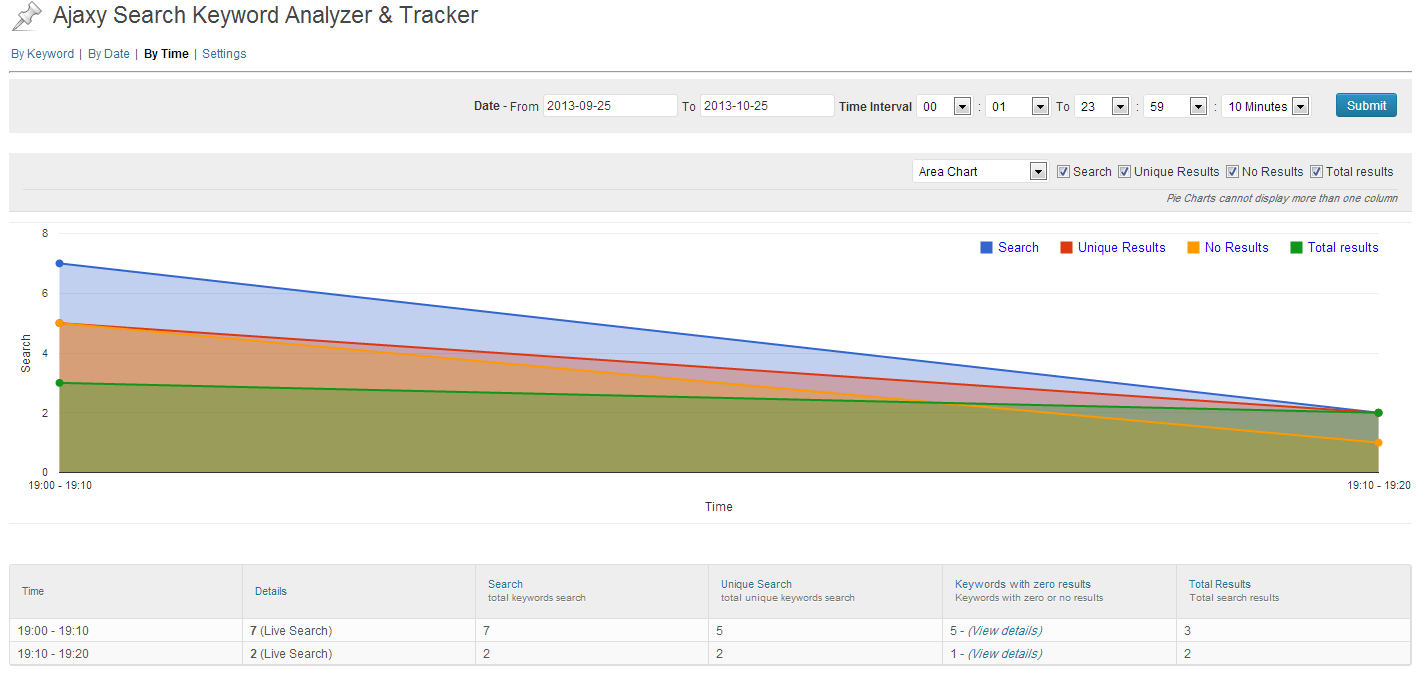 Ajaxy Search Keyword Analyzer & Tracker
By Keyword | By Date | By Time | Settings
Date - From 2013-09-25 To 2013-10-25 Time Interval 00 : 01 To 23 : 59 : 10 Minutes Submit
Area Chart Search Unique Results No Results Total results
Pie Charts cannot display more than one column
Search Unique Results No Results Total results
8
6
4
2
0
Search
19:00 - 19:10 19:10 - 19:20
Time
Time Details Search Unique Search Keywords with zero results Total Results
total keywords search total unique keywords search Keywords with zero or no results Total search results
19:00 - 19:10 7 (Live Search) 7 5 5 - (View details) 3
19:10 - 19:20 2 (Live Search) 2 2 1 - (View details) 2